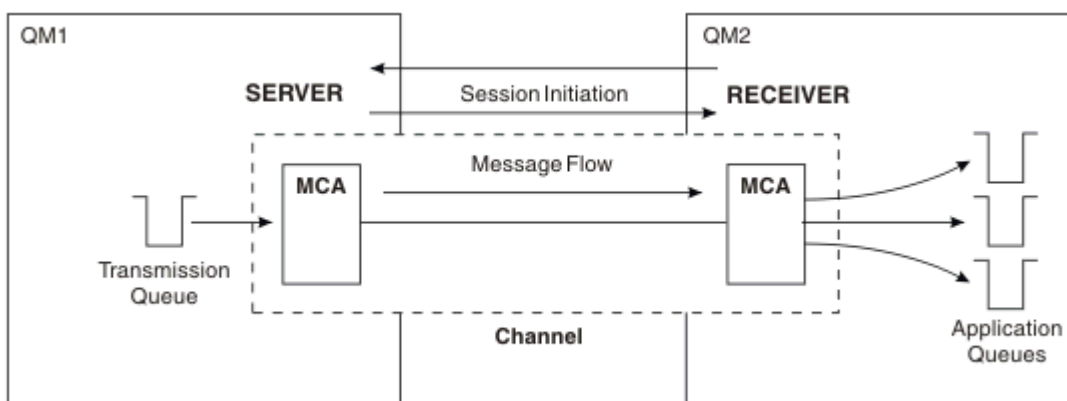 QM1
QM2
SERVER
Session Initiation
RECEIVER
Message Flow
MCA
MCA
Transmission
Queue
Channel
Application
Queues